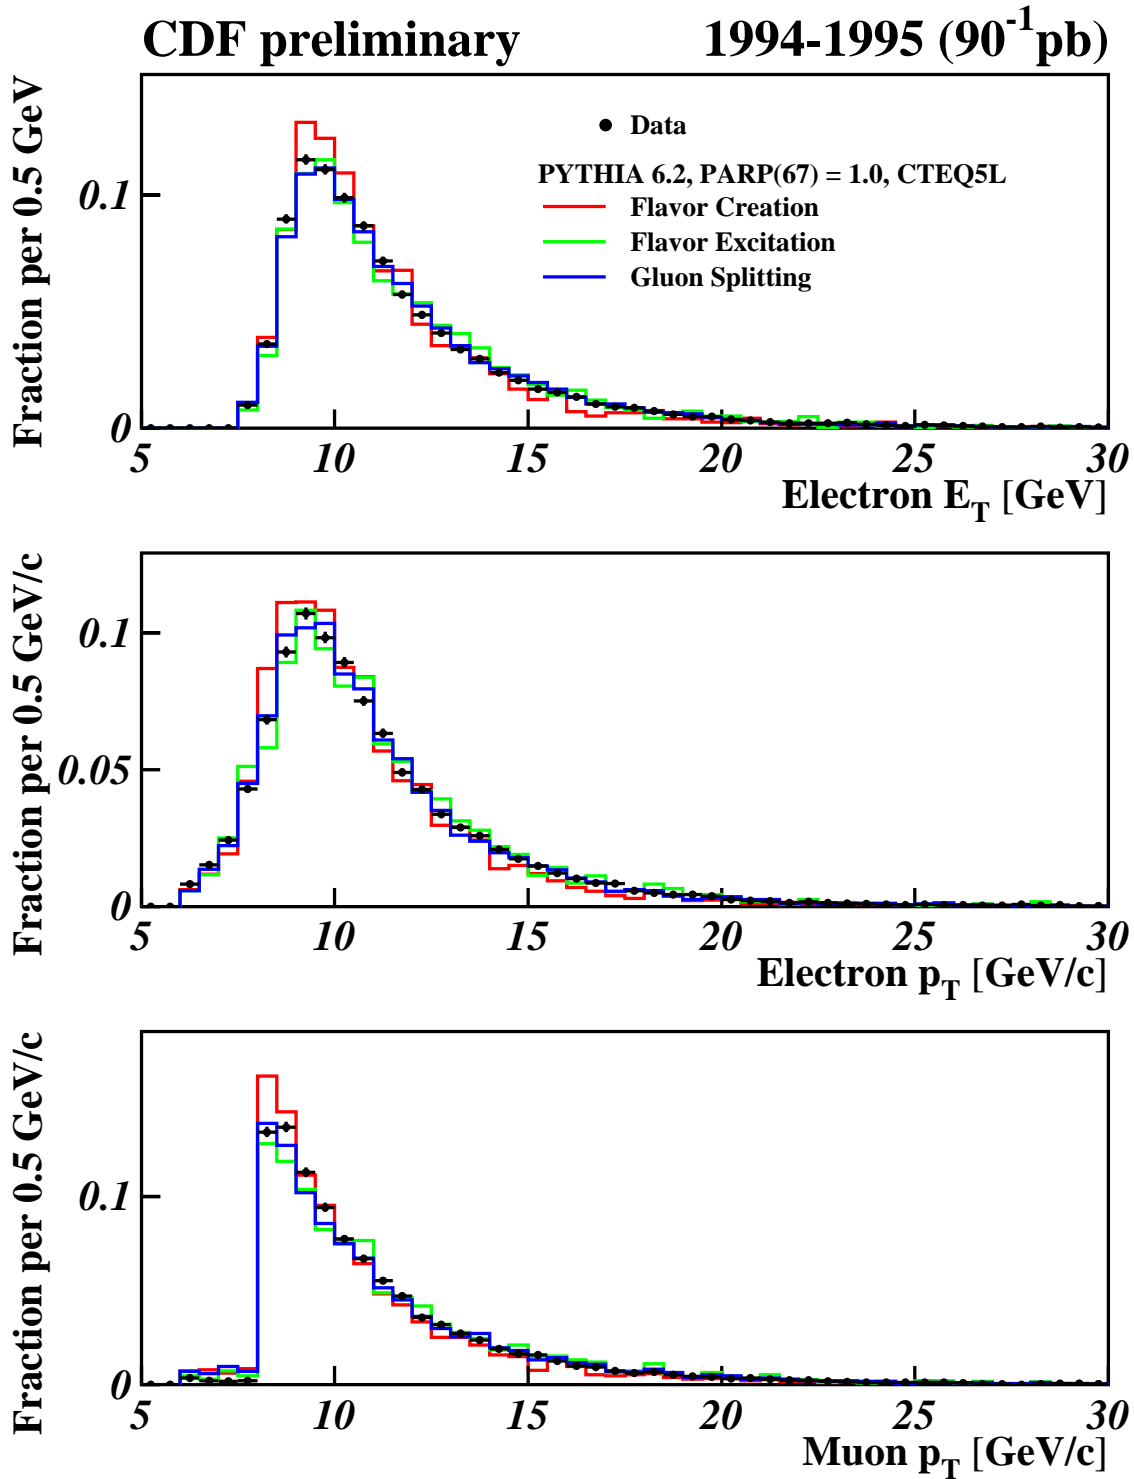 CDF preliminary 1994-1995 (90⁻¹pb)
Fraction per 0.5 GeV
0.1
0
Data
PYTHIA 6.2, PARP(67) = 1.0, CTEQ5L
Flavor Creation
Flavor Excitation
Gluon Splitting
5 10 15 20 25 30
Electron E_T [GeV]
Fraction per 0.5 GeV/c
0.1
0.05
0
5 10 15 20 25 30
Electron p_T [GeV/c]
Fraction per 0.5 GeV/c
0.1
0
5 10 15 20 25 30
Muon p_T [GeV/c]